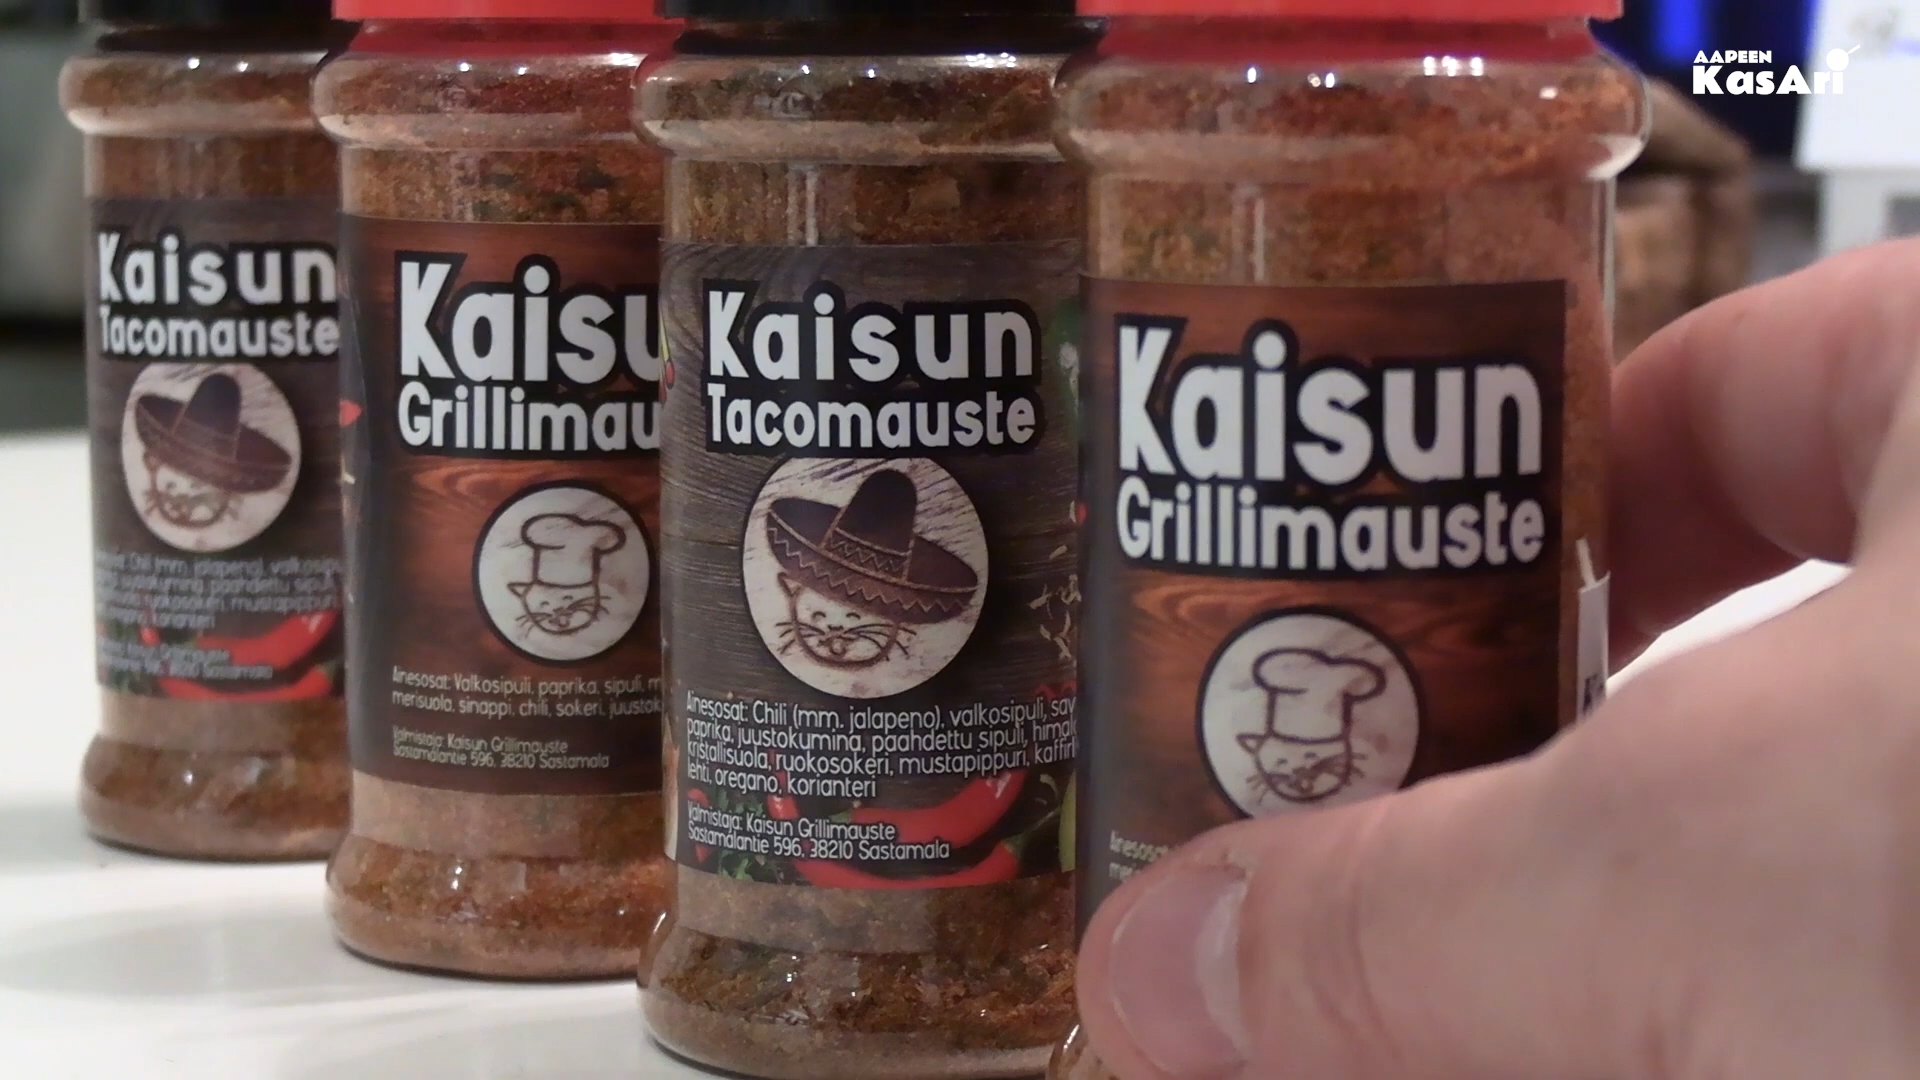 AAPEEN
KasAri
Kaisun
Tacomauste
Kaisu
Grillimau
Ainesosat: Valkosipuli, paprika, sipuli, m
merisuola, sinappi, chili, sokeri, juustok
Valmistaja: Kaisun Grillimauste
Sastamalantie 596, 38210 Sastamala
Kaisun
Tacomauste
Ainesosat: Chili (mm. jalapeno), valkosipuli, sav
paprika, juustokumina, paahdettu sipuli, himal
kristallisuola, ruokosokeri, mustapippuri, kaffirl
lehti, oregano, korianteri
Valmistaja: Kaisun Grillimauste
Sastamalantie 596, 38210 Sastamala
Kaisun
Grillimauste